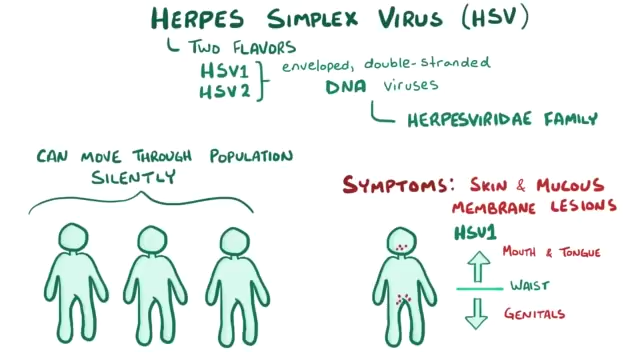 HERPES SIMPLEX VIRUS (HSV)
TWO FLAVORS
HSV1
HSV2
enveloped, double-stranded
DNA viruses
HERPESVIRIDAE FAMILY
CAN MOVE THROUGH POPULATION
SILENTLY
SYMPTOMS: SKIN & MUCOUS
MEMBRANE LESIONS
HSV1
MOUTH & TONGUE
WAIST
GENITALS